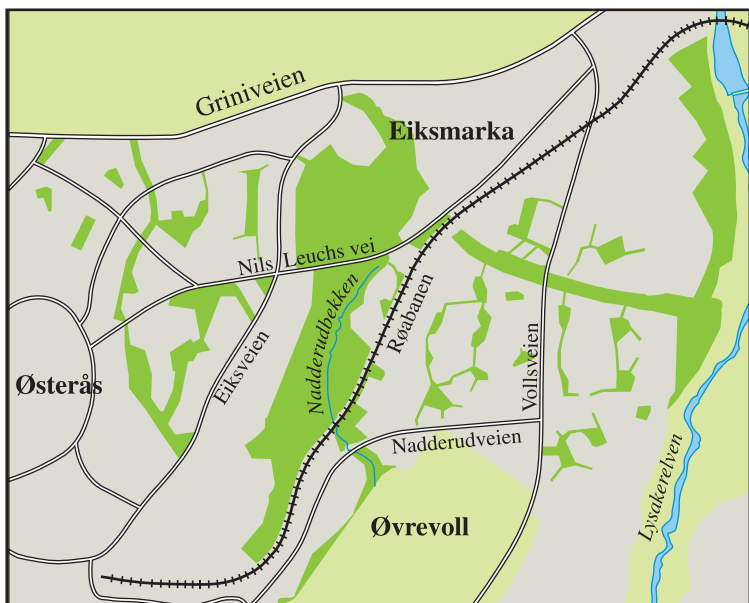 Griniveien
Eiksmarka
Nils Leuchs vei
Nadderudbekken
Røabanen
Eiksveien
Vollsveien
Østerås
Nadderudveien
Lysakerelven
Øvrevoll